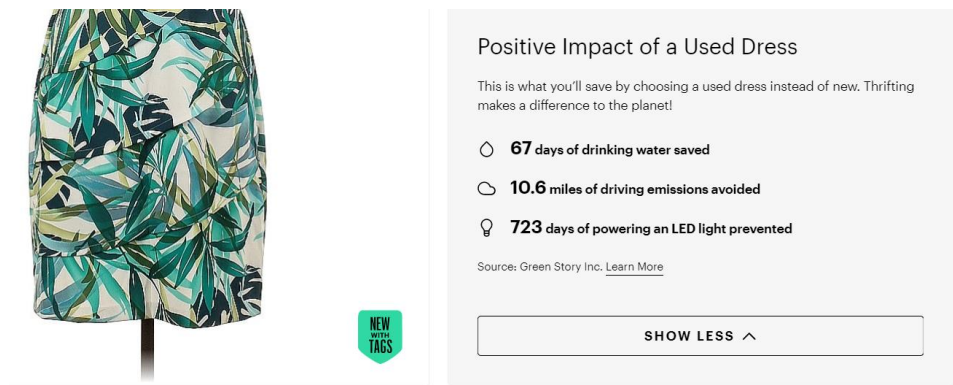 Positive Impact of a Used Dress
This is what you'll save by choosing a used dress instead of new. Thrifting
makes a difference to the planet!
67 days of drinking water saved
10.6 miles of driving emissions avoided
723 days of powering an LED light prevented
Source: Green Story Inc. Learn More
SHOW LESS
NEW
WITH
TAGS